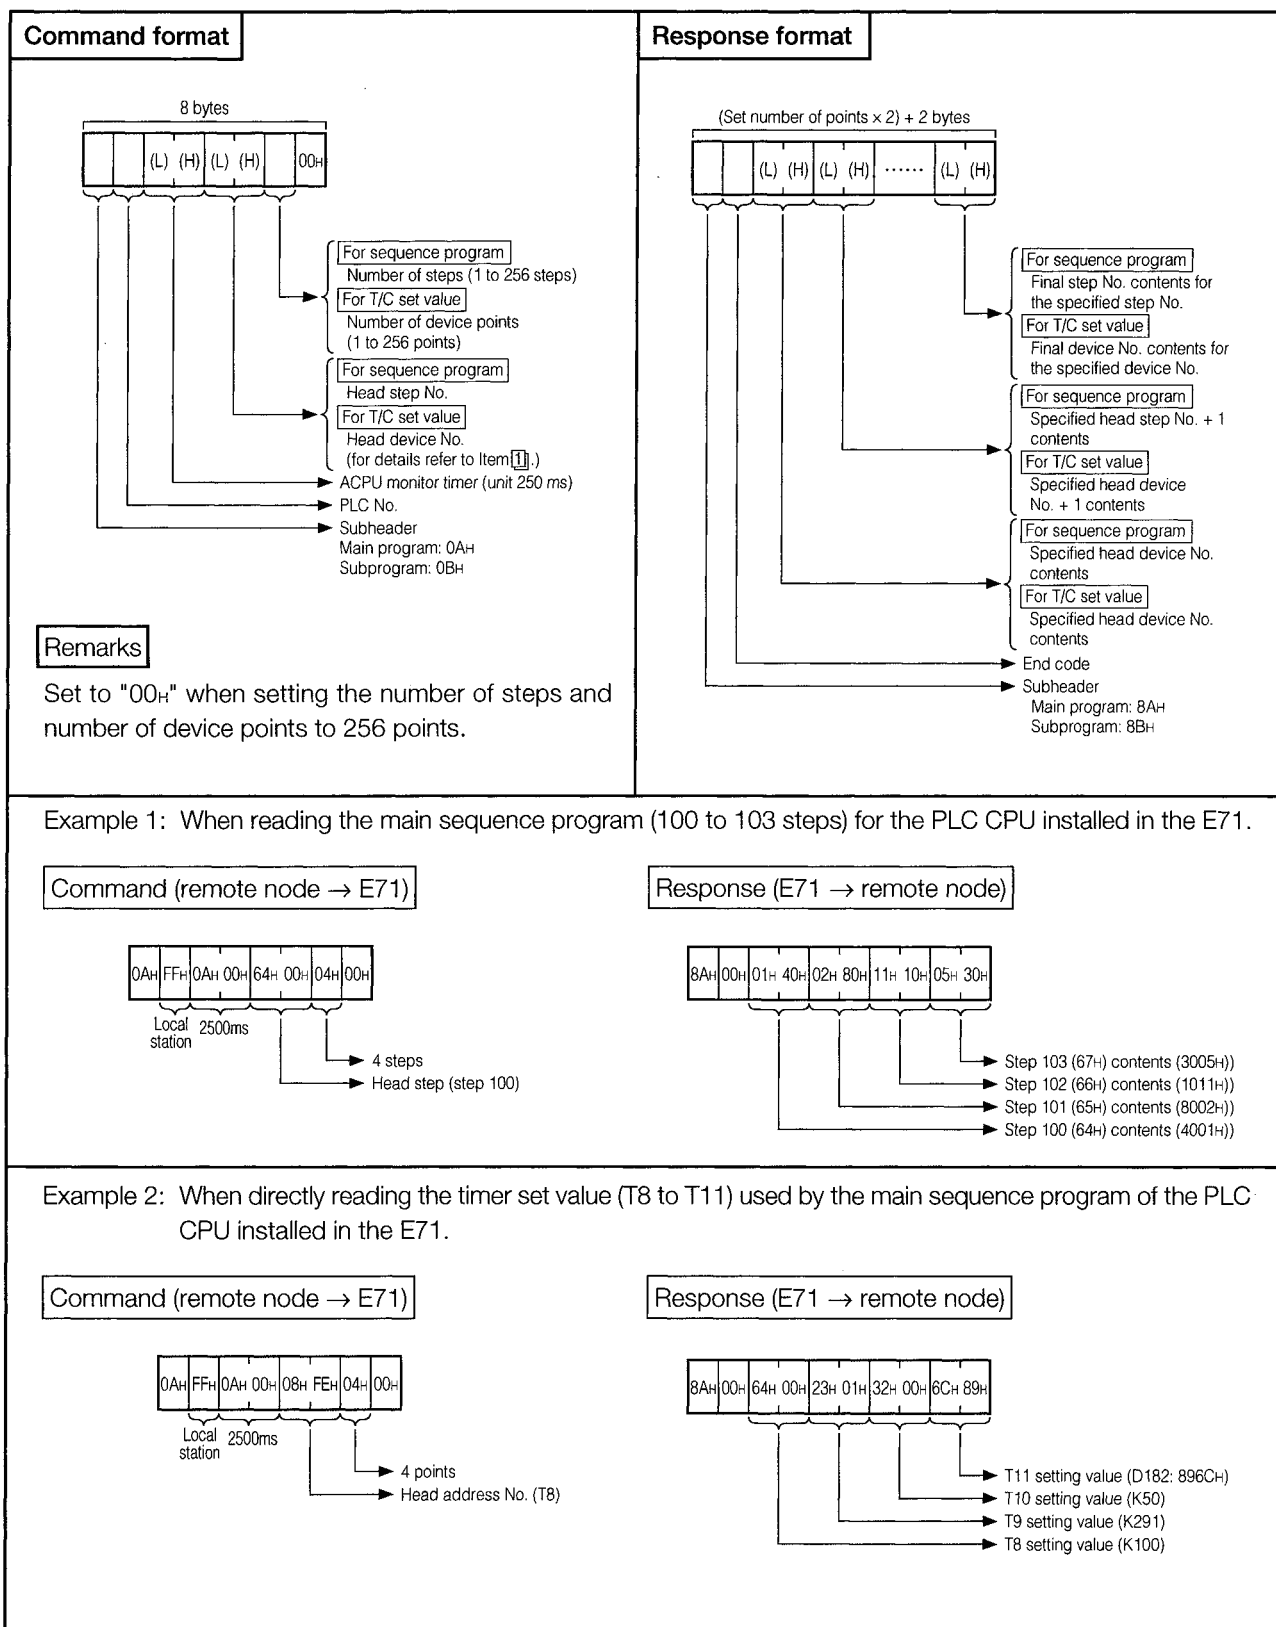 Command format
8 bytes
(L) (H) (L) (H) 00H
For sequence program
Number of steps (1 to 256 steps)
For T/C set value
Number of device points
(1 to 256 points)
For sequence program
Head step No.
For T/C set value
Head device No.
(for details refer to Item 1.)
ACPU monitor timer (unit 250 ms)
PLC No.
Subheader
Main program: 0AH
Subprogram: 0BH
Remarks
Set to "00H" when setting the number of steps and
number of device points to 256 points.
Response format
(Set number of points × 2) + 2 bytes
(L) (H) (L) (H) ...... (L) (H)
For sequence program
Final step No. contents for
the specified step No.
For T/C set value
Final device No. contents for
the specified device No.
For sequence program
Specified head step No. + 1
contents
For T/C set value
Specified head device
No. + 1 contents
For sequence program
Specified head device No.
contents
For T/C set value
Specified head device No.
contents
End code
Subheader
Main program: 8AH
Subprogram: 8BH
Example 1: When reading the main sequence program (100 to 103 steps) for the PLC CPU installed in the E71.
Command (remote node → E71)
0AH FFH 0AH 00H 64H 00H 04H 00H
Local
station
2500ms
4 steps
Head step (step 100)
Response (E71 → remote node)
8AH 00H 01H 40H 02H 80H 11H 10H 05H 30H
Step 103 (67H) contents (3005H))
Step 102 (66H) contents (1011H))
Step 101 (65H) contents (8002H))
Step 100 (64H) contents (4001H))
Example 2: When directly reading the timer set value (T8 to T11) used by the main sequence program of the PLC
CPU installed in the E71.
Command (remote node → E71)
0AH FFH 0AH 00H 08H FEH 04H 00H
Local
station
2500ms
4 points
Head address No. (T8)
Response (E71 → remote node)
8AH 00H 64H 00H 23H 01H 32H 00H 6CH 89H
T11 setting value (D182: 896CH)
T10 setting value (K50)
T9 setting value (K291)
T8 setting value (K100)